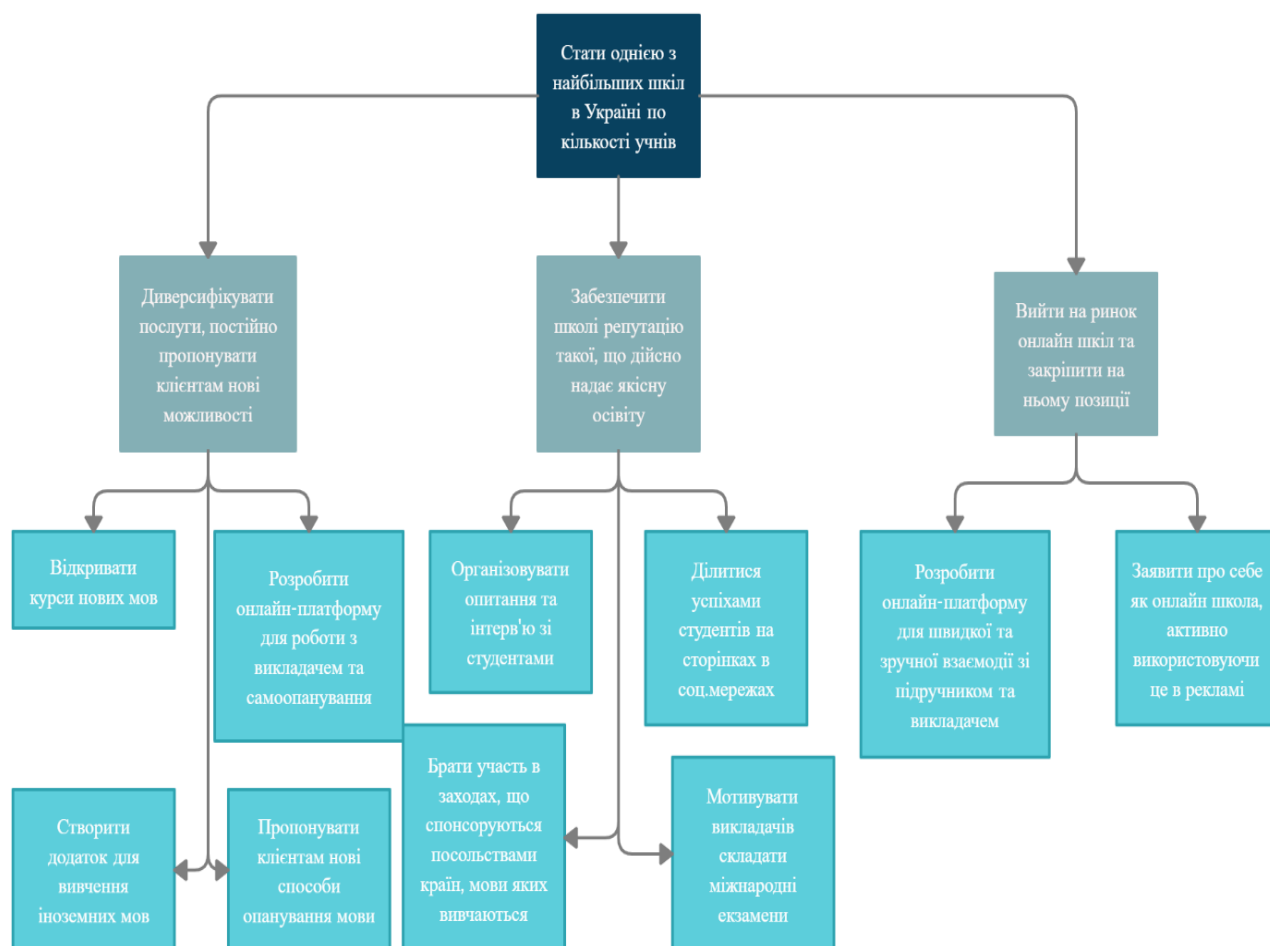 Стати однією з
найбільших шкіл
в Україні по
кількості учнів
Диверсифікувати
послуги, постійно
пропонувати
клієнтам нові
можливості
Забезпечити
школі репутацію
такої, що дійсно
надає якісну
освіту
Вийти на ринок
онлайн шкіл та
закріпити на
ньому позиції
Відкривати
курси нових мов
Розробити
онлайн-платформу
для роботи з
викладачем та
самоопанування
Організовувати
опитання та
інтерв'ю зі
студентами
Ділитися
успіхами
студентів на
сторінках в
соц.мережах
Розробити
онлайн-платформу
для швидкої та
зручної взаємодії зі
підручником та
викладачем
Заявити про себе
як онлайн школа,
активно
використовуючи
це в рекламі
Створити
додаток для
вивчення
іноземних мов
Пропонувати
клієнтам нові
способи
опанування мови
Брати участь в
заходах, що
спонсоруються
посольствами
країн, мови яких
вивчаються
Мотивувати
викладачів
складати
міжнародні
екзамени